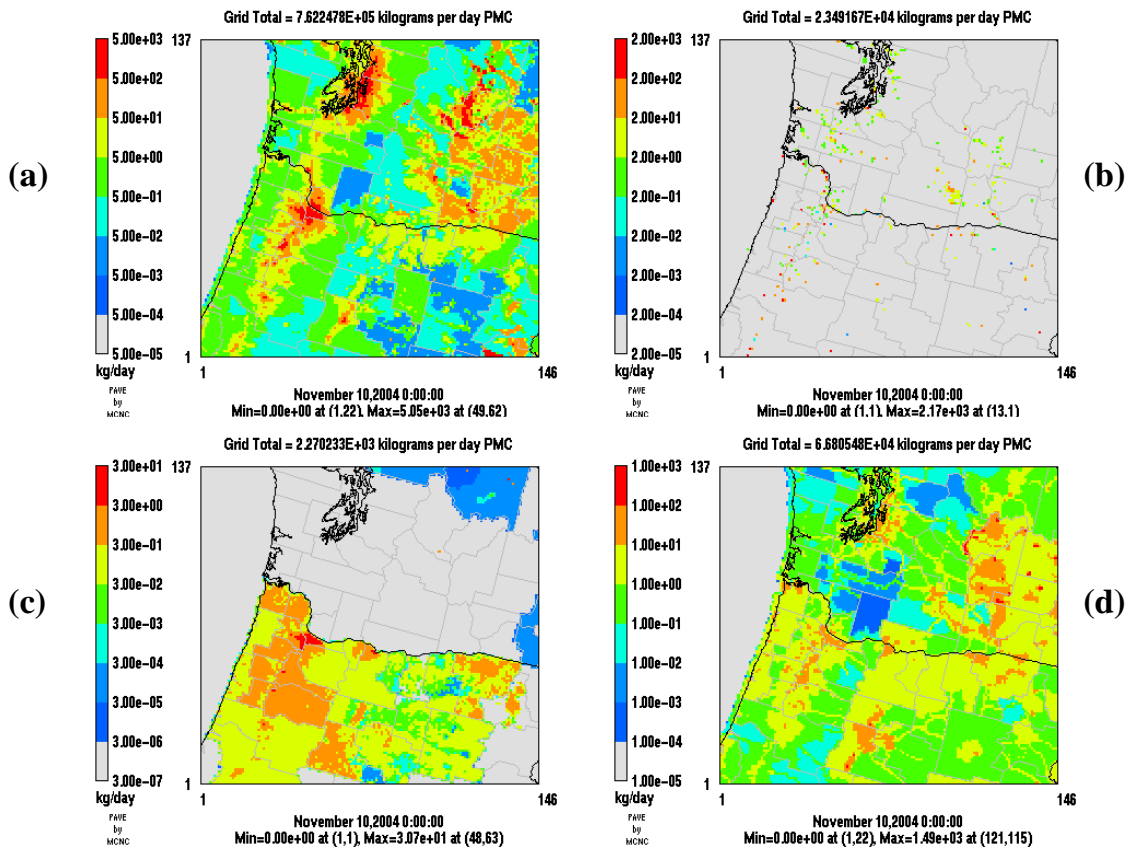 Grid Total = 7.622478E+05 kilograms per day PMC
(a)
5.00e+03
5.00e+02
5.00e+01
5.00e+00
5.00e-01
5.00e-02
5.00e-03
5.00e-04
5.00e-05
kg/day
PAVE
by
MCNC
137
1
1
146
November 10,2004 0:00:00
Min=0.00e+00 at (1,22), Max=5.05e+03 at (49,62)
Grid Total = 2.349167E+04 kilograms per day PMC
(b)
2.00e+03
2.00e+02
2.00e+01
2.00e+00
2.00e-01
2.00e-02
2.00e-03
2.00e-04
2.00e-05
kg/day
PAVE
by
MCNC
137
1
1
146
November 10,2004 0:00:00
Min=0.00e+00 at (1,1), Max=2.17e+03 at (13,1)
Grid Total = 2.270233E+03 kilograms per day PMC
(c)
3.00e+01
3.00e+00
3.00e-01
3.00e-02
3.00e-03
3.00e-04
3.00e-05
3.00e-06
3.00e-07
kg/day
PAVE
by
MCNC
137
1
1
146
November 10,2004 0:00:00
Min=0.00e+00 at (1,1), Max=3.07e+01 at (48,63)
Grid Total = 6.680548E+04 kilograms per day PMC
(d)
1.00e+03
1.00e+02
1.00e+01
1.00e+00
1.00e-01
1.00e-02
1.00e-03
1.00e-04
1.00e-05
kg/day
PAVE
by
MCNC
137
1
1
146
November 10,2004 0:00:00
Min=0.00e+00 at (1,22), Max=1.49e+03 at (121,115)